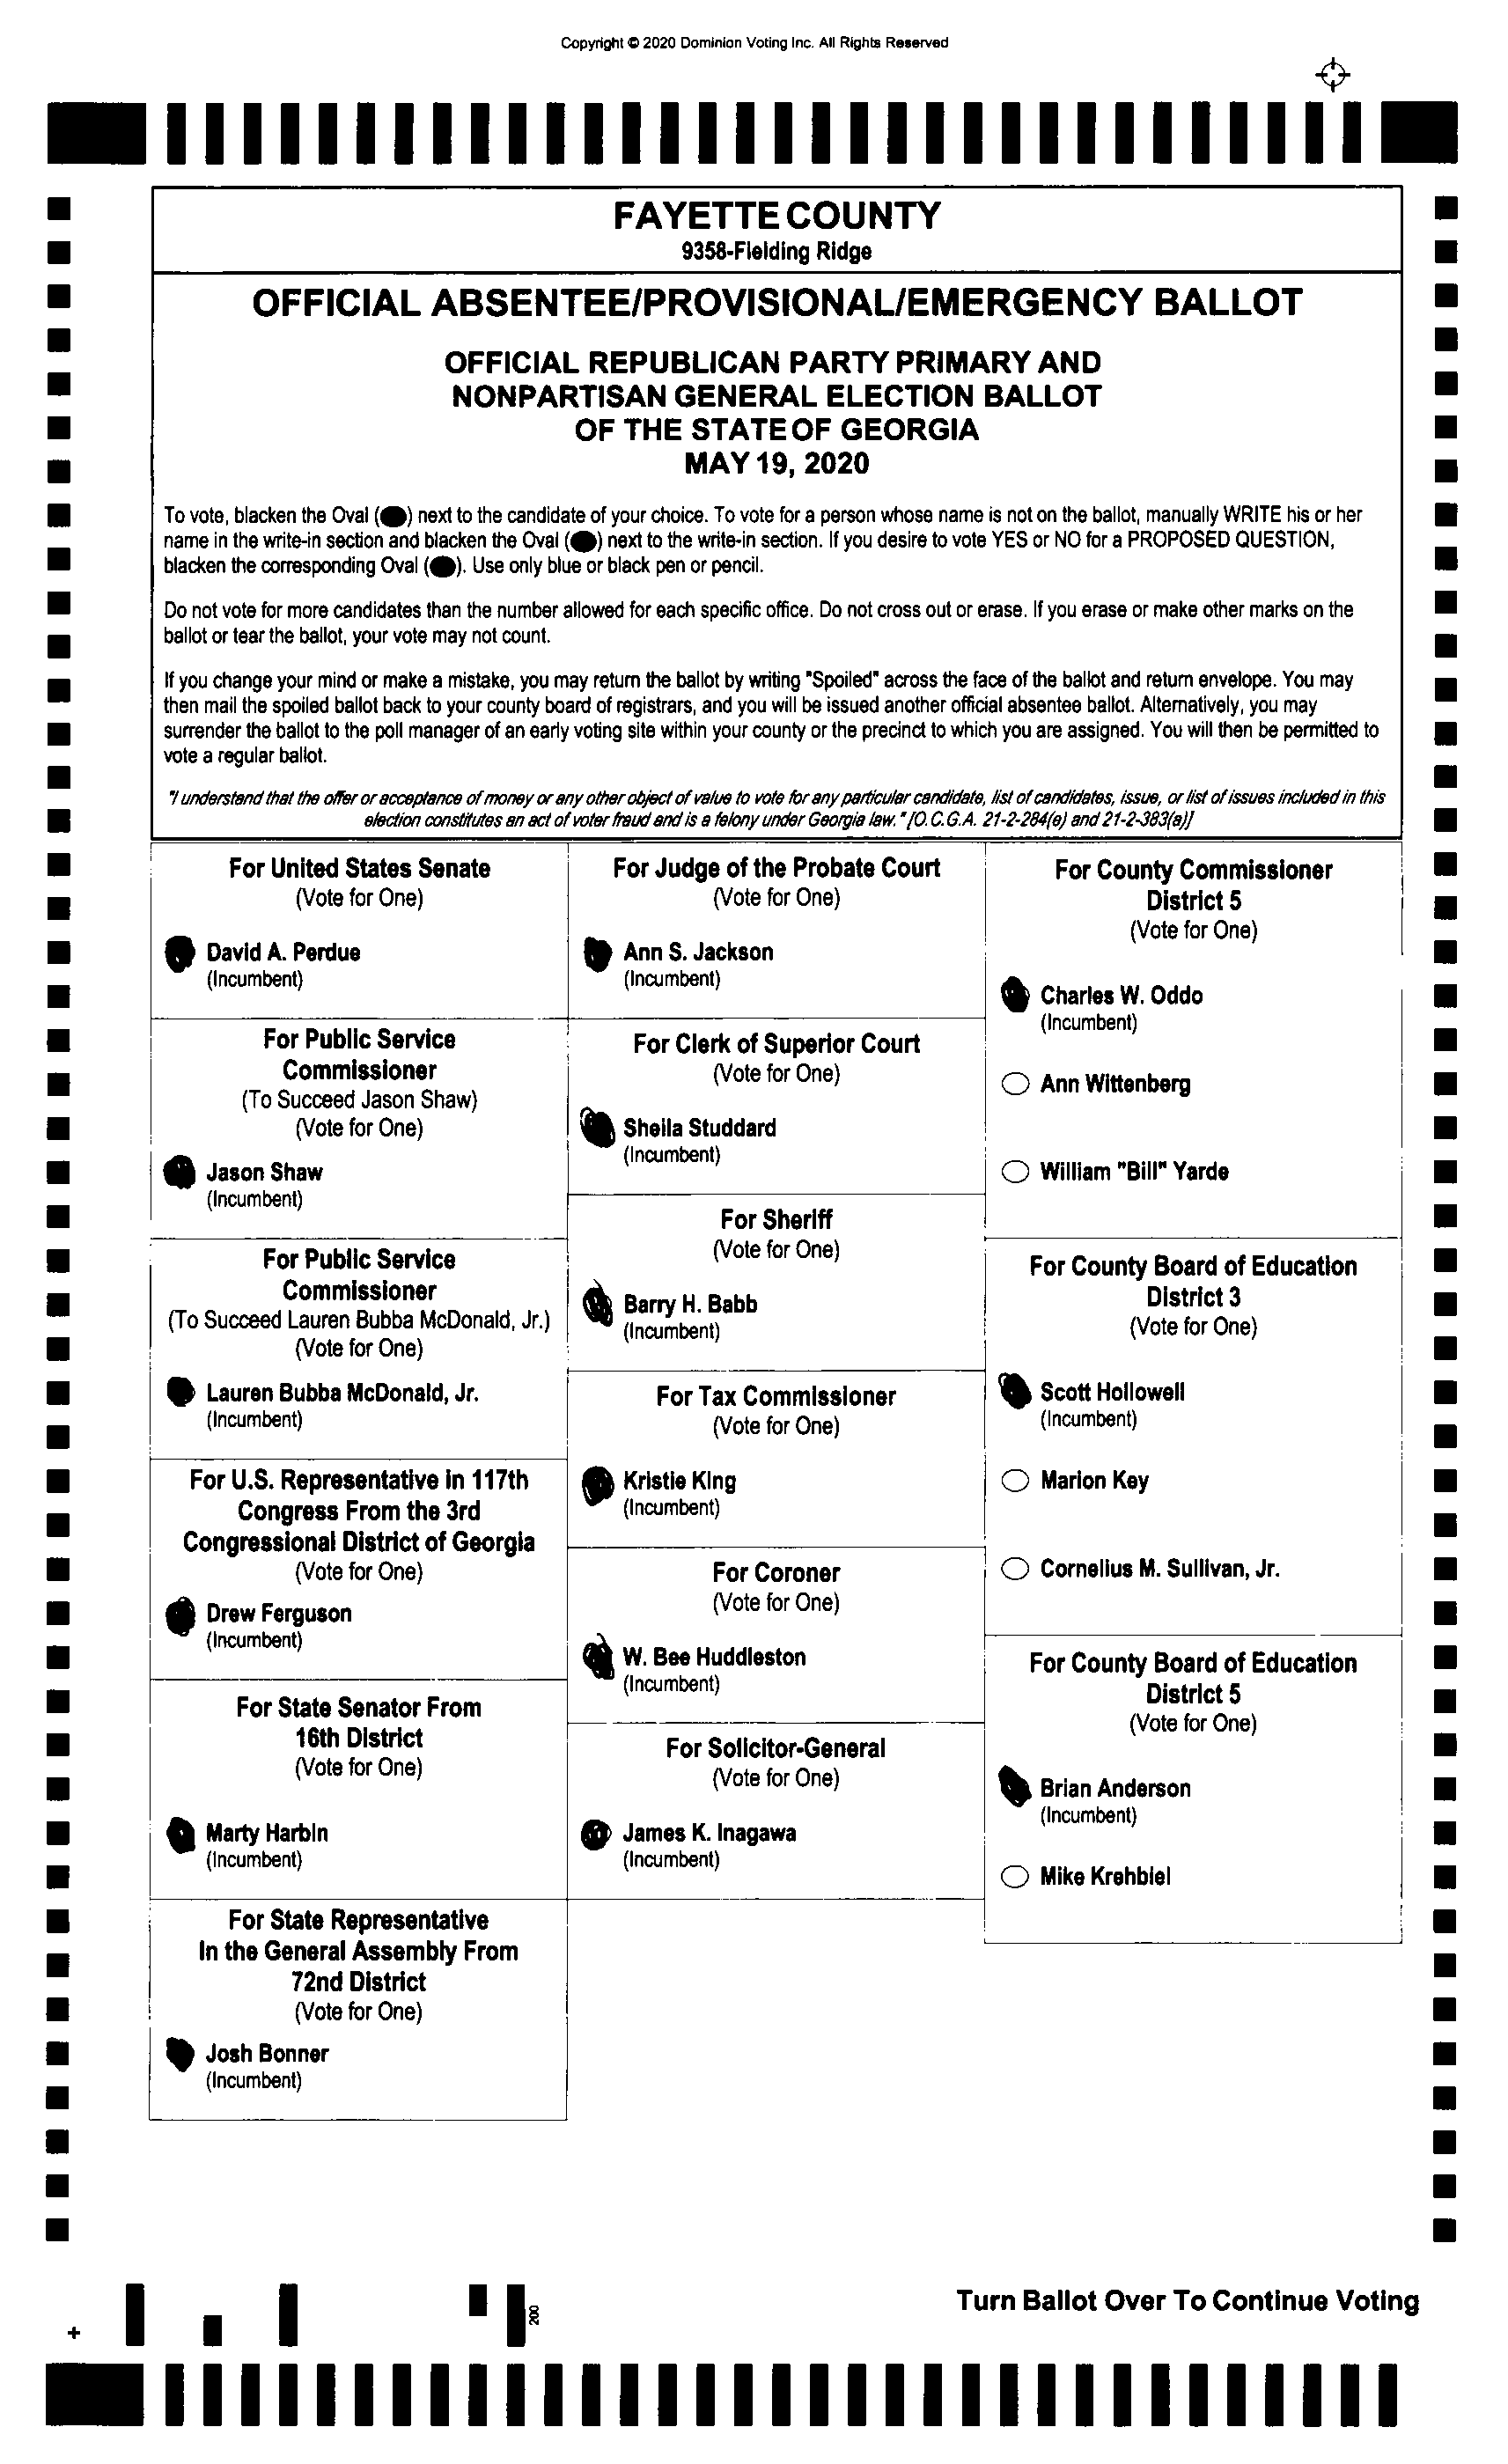 Copyright © 2020 Dominion Voting Inc. All Rights Reserved
FAYETTE COUNTY
9358-Fielding Ridge
OFFICIAL ABSENTEE/PROVISIONAL/EMERGENCY BALLOT
OFFICIAL REPUBLICAN PARTY PRIMARY AND
NONPARTISAN GENERAL ELECTION BALLOT
OF THE STATE OF GEORGIA
MAY 19, 2020
To vote, blacken the Oval (⬬) next to the candidate of your choice. To vote for a person whose name is not on the ballot, manually WRITE his or her
name in the write-in section and blacken the Oval (⬬) next to the write-in section. If you desire to vote YES or NO for a PROPOSED QUESTION,
blacken the corresponding Oval (⬬). Use only blue or black pen or pencil.
Do not vote for more candidates than the number allowed for each specific office. Do not cross out or erase. If you erase or make other marks on the
ballot or tear the ballot, your vote may not count.
If you change your mind or make a mistake, you may return the ballot by writing "Spoiled" across the face of the ballot and return envelope. You may
then mail the spoiled ballot back to your county board of registrars, and you will be issued another official absentee ballot. Alternatively, you may
surrender the ballot to the poll manager of an early voting site within your county or the precinct to which you are assigned. You will then be permitted to
vote a regular ballot.
"I understand that the offer or acceptance of money or any other object of value to vote for any particular candidate, list of candidates, issue, or list of issues included in this
election constitutes an act of voter fraud and is a felony under Georgia law." [O.C.G.A. 21-2-284(e) and 21-2-383(a)]
For United States Senate
(Vote for One)
David A. Perdue
(Incumbent)
For Public Service
Commissioner
(To Succeed Jason Shaw)
(Vote for One)
Jason Shaw
(Incumbent)
For Public Service
Commissioner
(To Succeed Lauren Bubba McDonald, Jr.)
(Vote for One)
Lauren Bubba McDonald, Jr.
(Incumbent)
For U.S. Representative in 117th
Congress From the 3rd
Congressional District of Georgia
(Vote for One)
Drew Ferguson
(Incumbent)
For State Senator From
16th District
(Vote for One)
Marty Harbin
(Incumbent)
For State Representative
In the General Assembly From
72nd District
(Vote for One)
Josh Bonner
(Incumbent)
For Judge of the Probate Court
(Vote for One)
Ann S. Jackson
(Incumbent)
For Clerk of Superior Court
(Vote for One)
Sheila Studdard
(Incumbent)
For Sheriff
(Vote for One)
Barry H. Babb
(Incumbent)
For Tax Commissioner
(Vote for One)
Kristie King
(Incumbent)
For Coroner
(Vote for One)
W. Bee Huddleston
(Incumbent)
For Solicitor-General
(Vote for One)
James K. Inagawa
(Incumbent)
For County Commissioner
District 5
(Vote for One)
Charles W. Oddo
(Incumbent)
Ann Wittenberg
William "Bill" Yarde
For County Board of Education
District 3
(Vote for One)
Scott Hollowell
(Incumbent)
Marion Key
Cornelius M. Sullivan, Jr.
For County Board of Education
District 5
(Vote for One)
Brian Anderson
(Incumbent)
Mike Krehbiel
200
Turn Ballot Over To Continue Voting